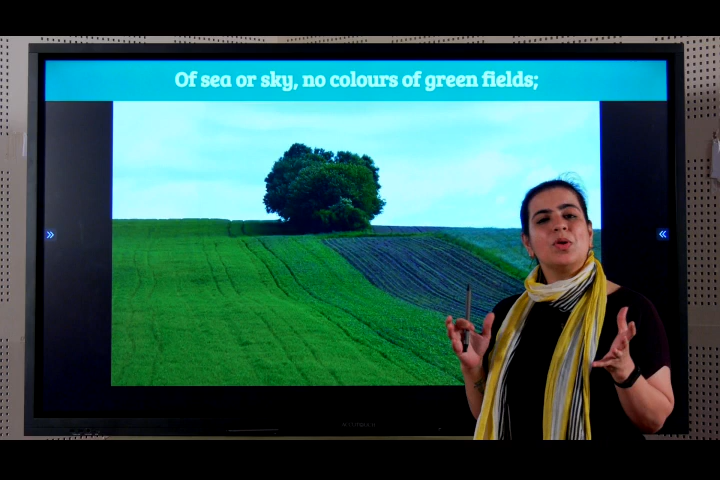 Of sea or sky, no colours of green fields;